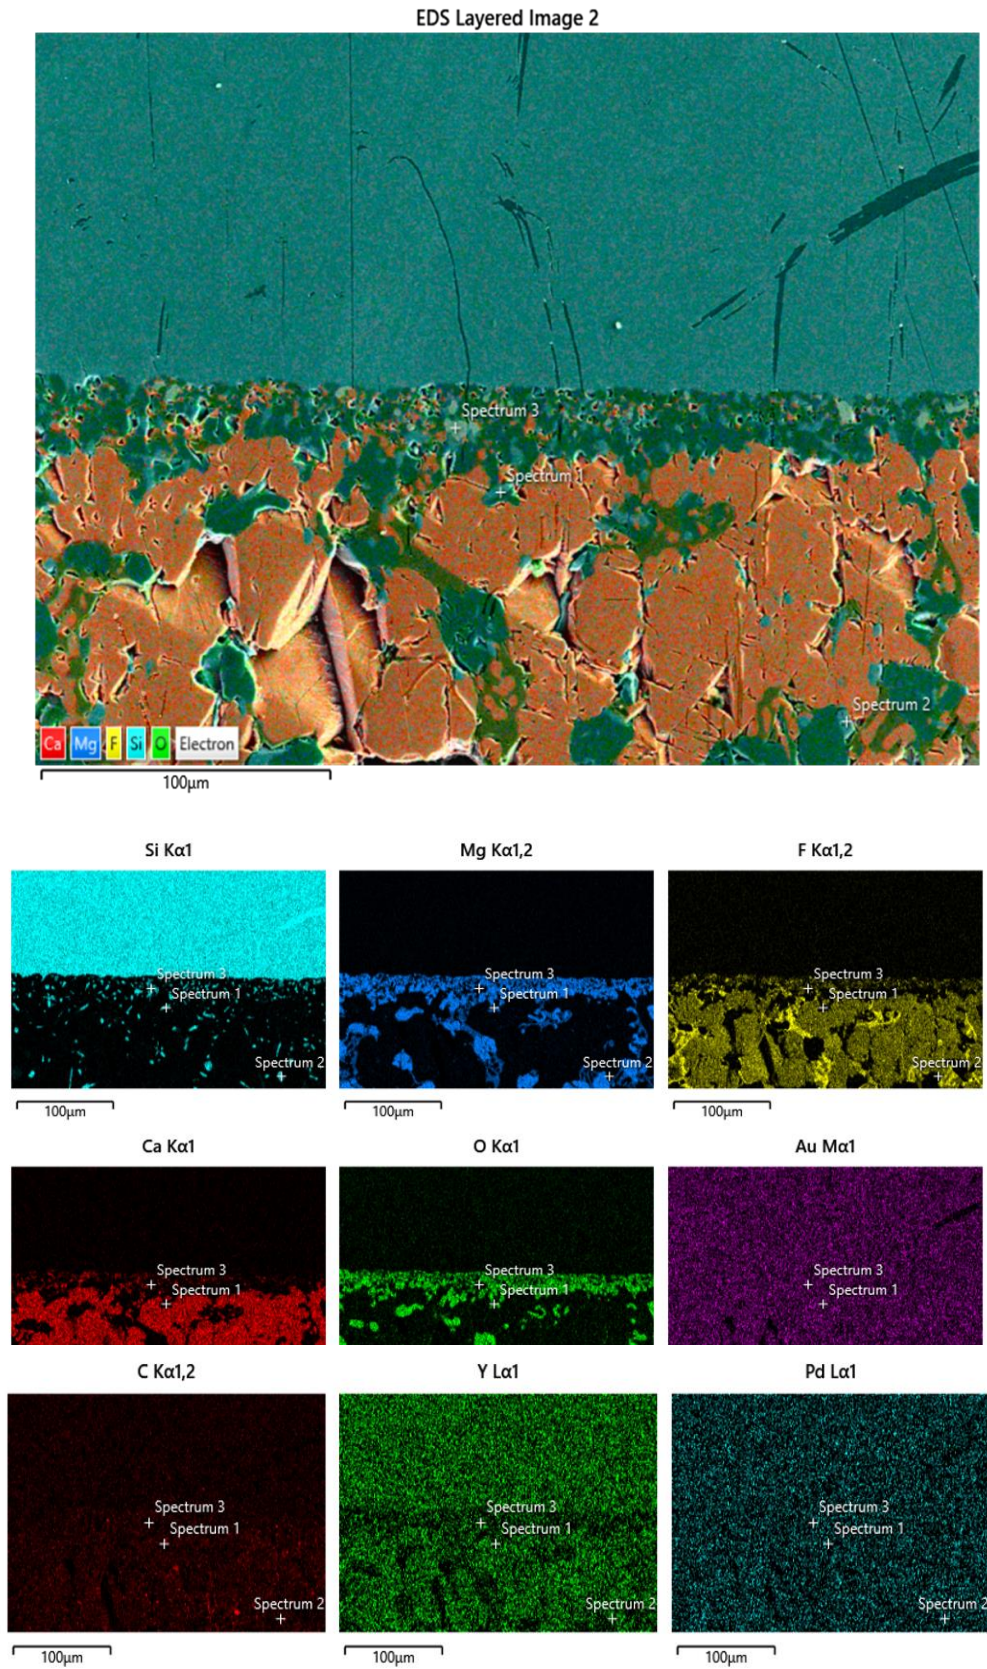 EDS Layered Image 2
Spectrum 3
Spectrum 1
Spectrum 2
Ca Mg F Si O Electron
100μm
Si Kα1 Mg Kα1,2 F Kα1,2
Spectrum 3 Spectrum 3 Spectrum 3
Spectrum 1 Spectrum 1 Spectrum 1
Spectrum 2 Spectrum 2 Spectrum 2
100μm 100μm 100μm
Ca Kα1 O Kα1 Au Mα1
Spectrum 3 Spectrum 3 Spectrum 3
Spectrum 1 Spectrum 1 Spectrum 1
C Kα1,2 Y Lα1 Pd Lα1
Spectrum 3 Spectrum 3 Spectrum 3
Spectrum 1 Spectrum 1 Spectrum 1
Spectrum 2 Spectrum 2 Spectrum 2
100μm 100μm 100μm